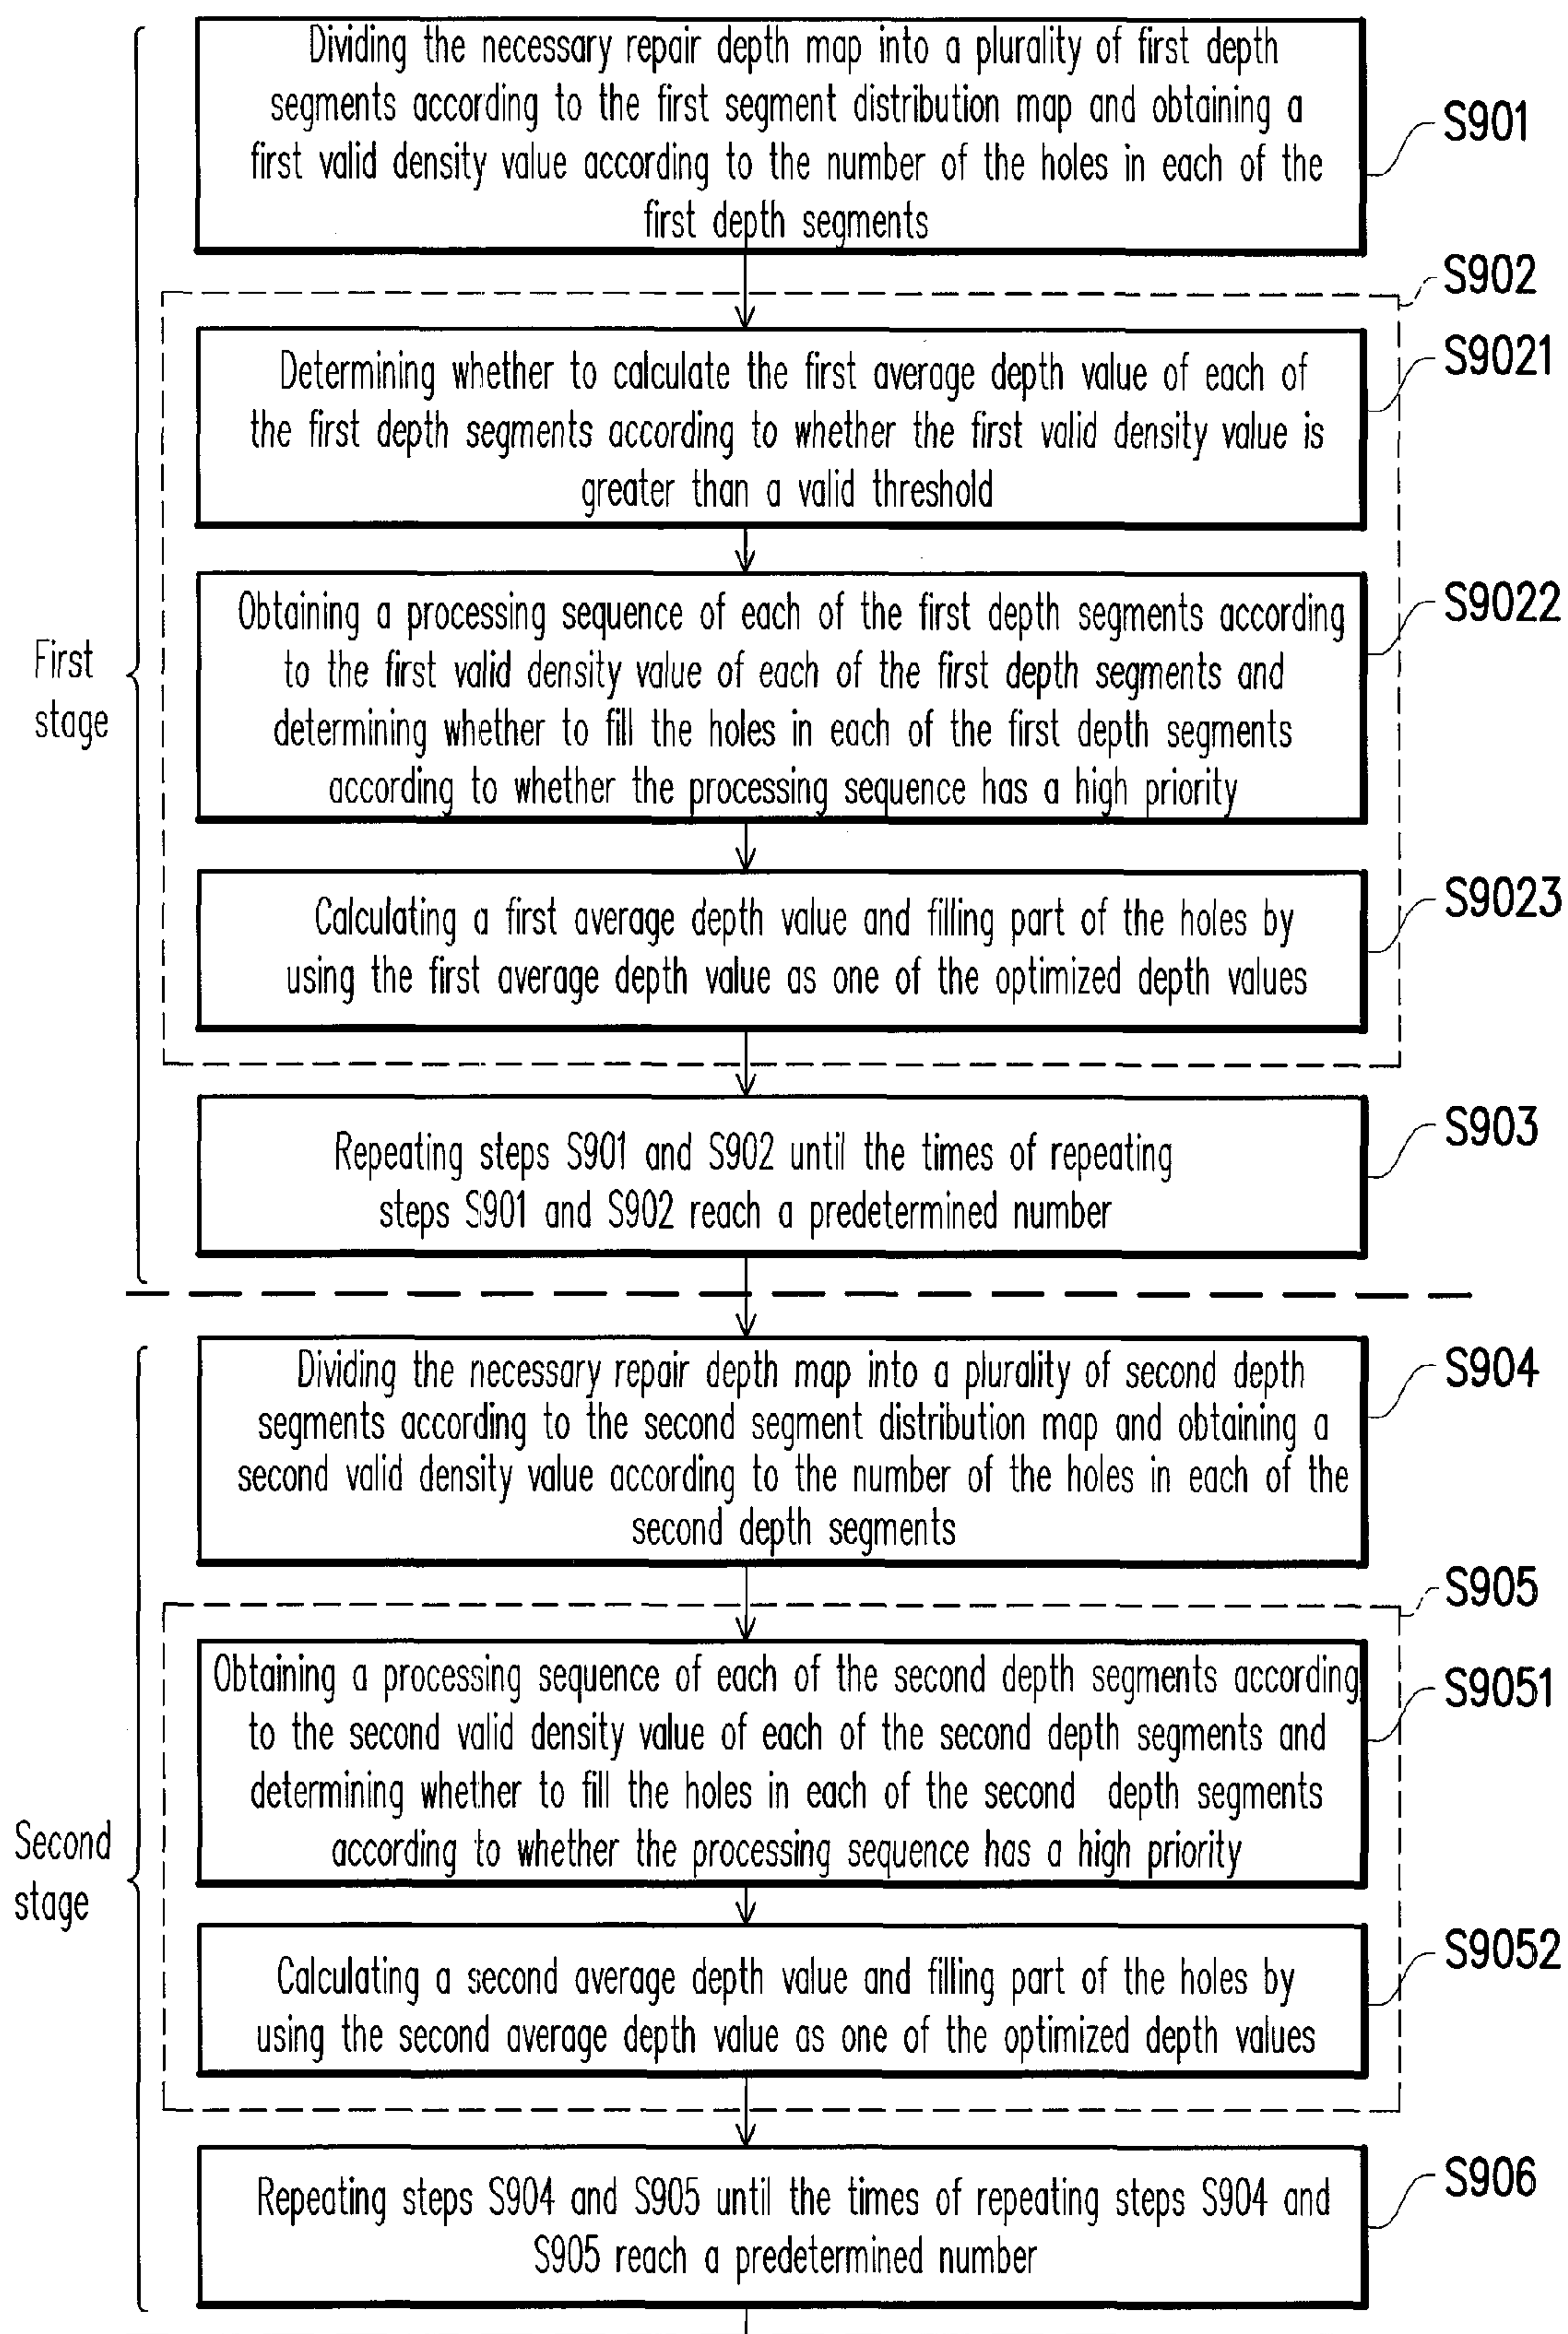 Dividing the necessary repair depth map into a plurality of first depth
segments according to the first segment distribution map and obtaining a
first valid density value according to the number of the holes in each of the
first depth segments
S901
S902
Determining whether to calculate the first average depth value of each of
the first depth segments according to whether the first valid density value is
greater than a valid threshold
S9021
Obtaining a processing sequence of each of the first depth segments according
to the first valid density value of each of the first depth segments and
determining whether to fill the holes in each of the first depth segments
according to whether the processing sequence has a high priority
S9022
First
stage
Calculating a first average depth value and filling part of the holes by
using the first average depth value as one of the optimized depth values
S9023
Repeating steps S901 and S902 until the times of repeating
steps S901 and S902 reach a predetermined number
S903
Dividing the necessary repair depth map into a plurality of second depth
segments according to the second segment distribution map and obtaining a
second valid density value according to the number of the holes in each of the
second depth segments
S904
S905
Obtaining a processing sequence of each of the second depth segments according
to the second valid density value of each of the second depth segments and
determining whether to fill the holes in each of the second depth segments
according to whether the processing sequence has a high priority
S9051
Second
stage
Calculating a second average depth value and filling part of the holes by
using the second average depth value as one of the optimized depth values
S9052
Repeating steps S904 and S905 until the times of repeating steps S904 and
S905 reach a predetermined number
S906